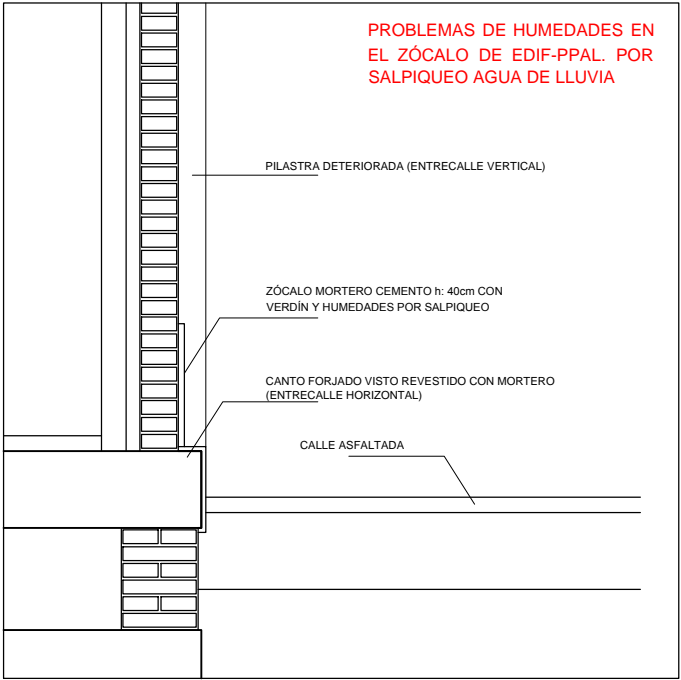 PROBLEMAS DE HUMEDADES EN
EL ZÓCALO DE EDIF-PPAL. POR
SALPIQUEO AGUA DE LLUVIA
PILASTRA DETERIORADA (ENTRECALLE VERTICAL)
ZÓCALO MORTERO CEMENTO h: 40cm CON
VERDÍN Y HUMEDADES POR SALPIQUEO
CANTO FORJADO VISTO REVESTIDO CON MORTERO
(ENTRECALLE HORIZONTAL)
CALLE ASFALTADA